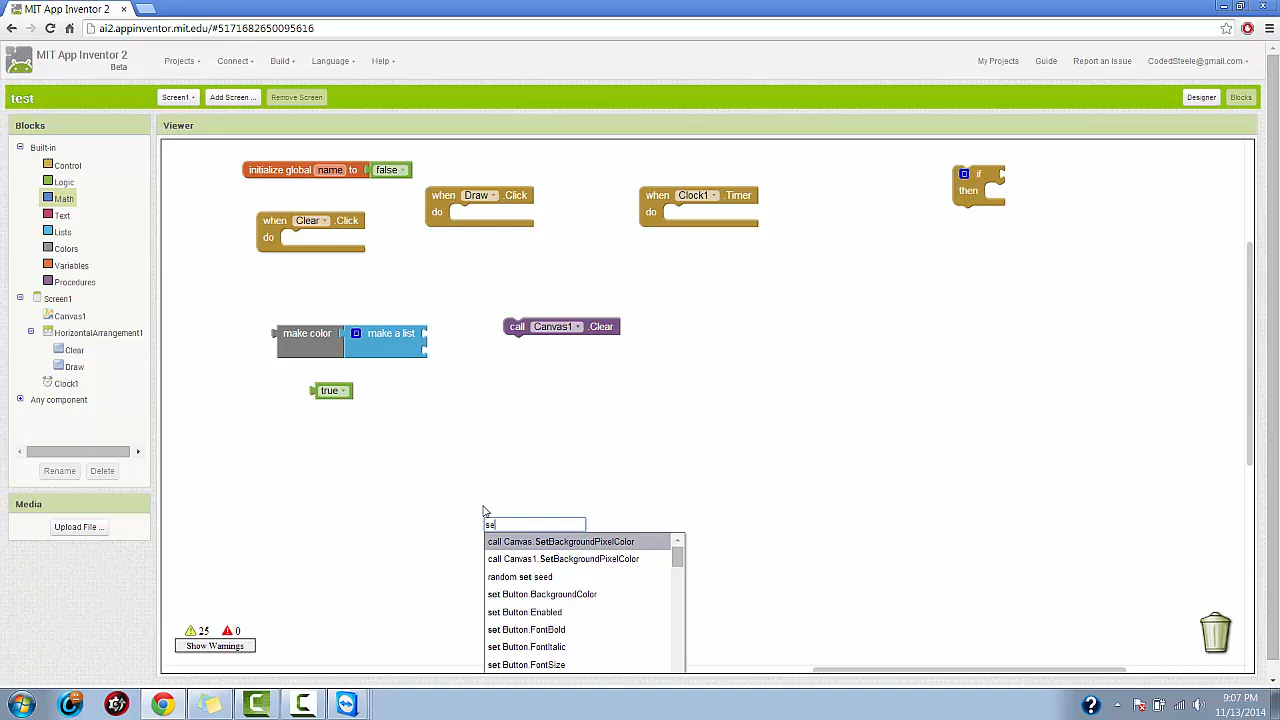 MIT App Inventor 2
ai2.appinventor.mit.edu/#5171682650095616
MIT App Inventor 2
Beta
Projects
Connect
Build
Language
Help
My Projects
Guide
Report an Issue
CodedSteele@gmail.com
test
Screen1
Add Screen ...
Remove Screen
Designer
Blocks
Blocks
Viewer
Built-in
Control
Logic
Math
Text
Lists
Colors
Variables
Procedures
Screen1
Canvas1
HorizontalArrangement1
Clear
Draw
Clock1
Any component
Rename
Delete
Media
Upload File ...
initialize global name to false
when Draw .Click
do
when Clock1 .Timer
do
if
then
when Clear .Click
do
make color make a list
call Canvas1 .Clear
true
se
call Canvas.SetBackgroundPixelColor
call Canvas1.SetBackgroundPixelColor
random set seed
set Button.BackgroundColor
set Button.Enabled
set Button.FontBold
set Button.FontItalic
set Button.FontSize
25 0
Show Warnings
9:07 PM
11/13/2014